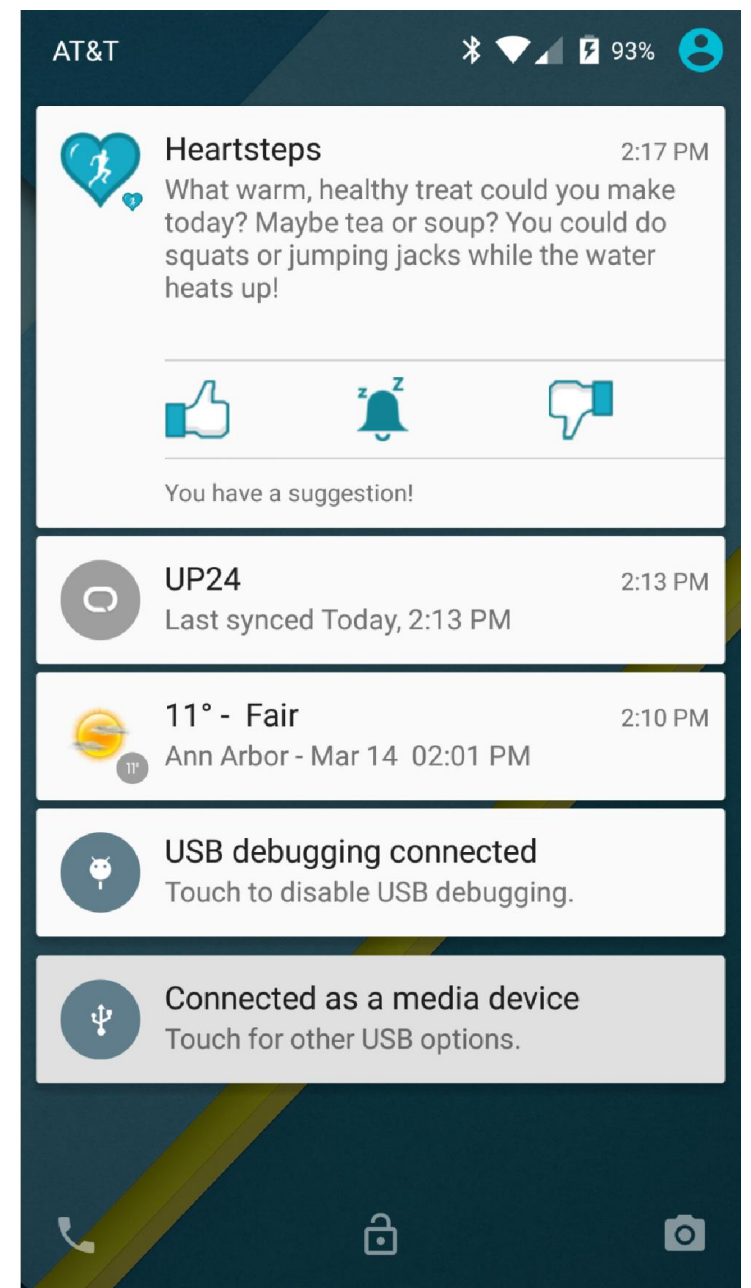 AT&T 93%
Heartsteps 2:17 PM
What warm, healthy treat could you make
today? Maybe tea or soup? You could do
squats or jumping jacks while the water
heats up!
z z
You have a suggestion!
UP24 2:13 PM
Last synced Today, 2:13 PM
11° - Fair 2:10 PM
11°
Ann Arbor - Mar 14 02:01 PM
USB debugging connected
Touch to disable USB debugging.
Connected as a media device
Touch for other USB options.